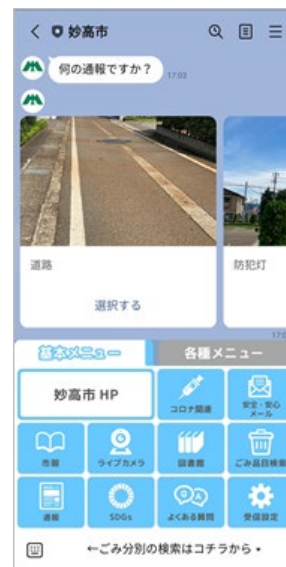 妙高市
何の通報ですか？
17:02
道路
防犯灯
選択する
17:0
基本メニュー
各種メニュー
妙高市 HP
コロナ関連
安全・安心
メール
市報
ライブカメラ
図書館
ごみ品目検索
通報
SDGs
よくある質問
受信設定
←ごみ分別の検索はコチラから